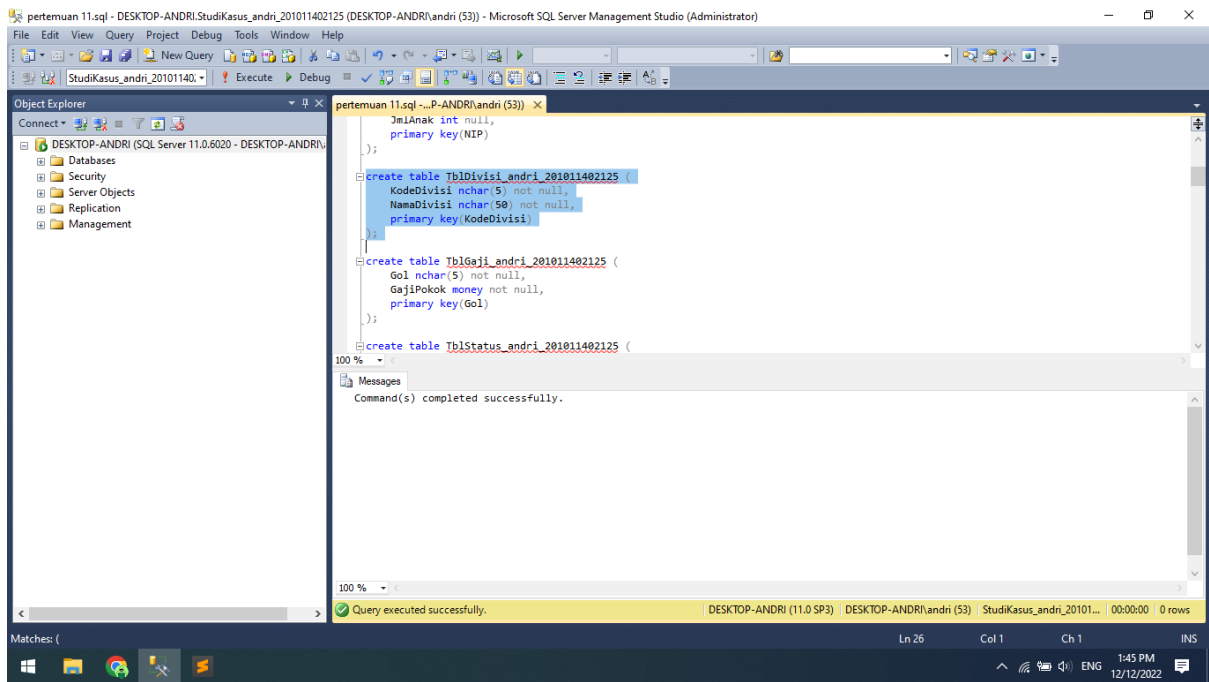 pertemuan 11.sql - DESKTOP-ANDRI.StudiKasus_andri_201011402125 (DESKTOP-ANDRI\andri (53)) - Microsoft SQL Server Management Studio (Administrator)
File Edit View Query Project Debug Tools Window Help
New Query
StudiKasus_andri_20101140; Execute Debug
Object Explorer
pertemuan 11.sql -...P-ANDRI\andri (53))
Connect
DESKTOP-ANDRI (SQL Server 11.0.6020 - DESKTOP-ANDRI\
Databases
Security
Server Objects
Replication
Management
JmlAnak int null,
primary key(NIP)
);
create table TblDivisi_andri_201011402125 (
KodeDivisi nchar(5) not null,
NamaDivisi nchar(50) not null,
primary key(KodeDivisi)
);
create table TblGaji_andri_201011402125 (
Gol nchar(5) not null,
GajiPokok money not null,
primary key(Gol)
);
create table TblStatus_andri_201011402125 (
100 %
Messages
Command(s) completed successfully.
100 %
Query executed successfully. DESKTOP-ANDRI (11.0 SP3) DESKTOP-ANDRI\andri (53) StudiKasus_andri_20101... 00:00:00 0 rows
Matches: ( Ln 26 Col 1 Ch 1 INS
ENG 1:45 PM
12/12/2022